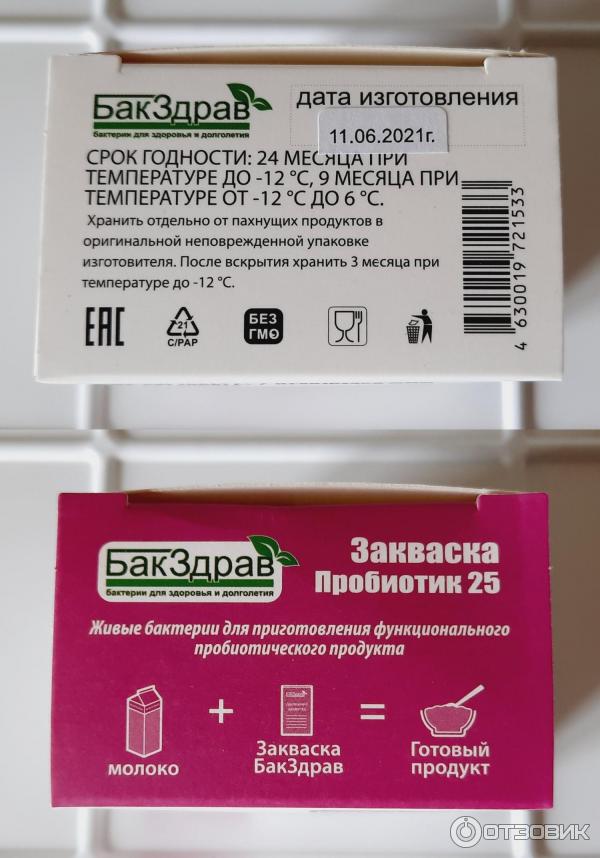 БакЗдрав
бактерии для здоровья и долголетия
дата изготовления
11.06.2021г.
СРОК ГОДНОСТИ: 24 МЕСЯЦА ПРИ
ТЕМПЕРАТУРЕ ДО -12 °С, 9 МЕСЯЦА ПРИ
ТЕМПЕРАТУРЕ ОТ -12 °С ДО 6 °С.
Хранить отдельно от пахнущих продуктов в
оригинальной неповрежденной упаковке
изготовителя. После вскрытия хранить 3 месяца при
температуре до -12 °С.
EAC
21
C/PAP
БЕЗ
ГМО
4 630019 721533
БакЗдрав
бактерии для здоровья и долголетия
Закваска
Пробиотик 25
Живые бактерии для приготовления функционального
пробиотического продукта
+
=
молоко
Закваска
БакЗдрав
Готовый
продукт
ОТЗОВИК